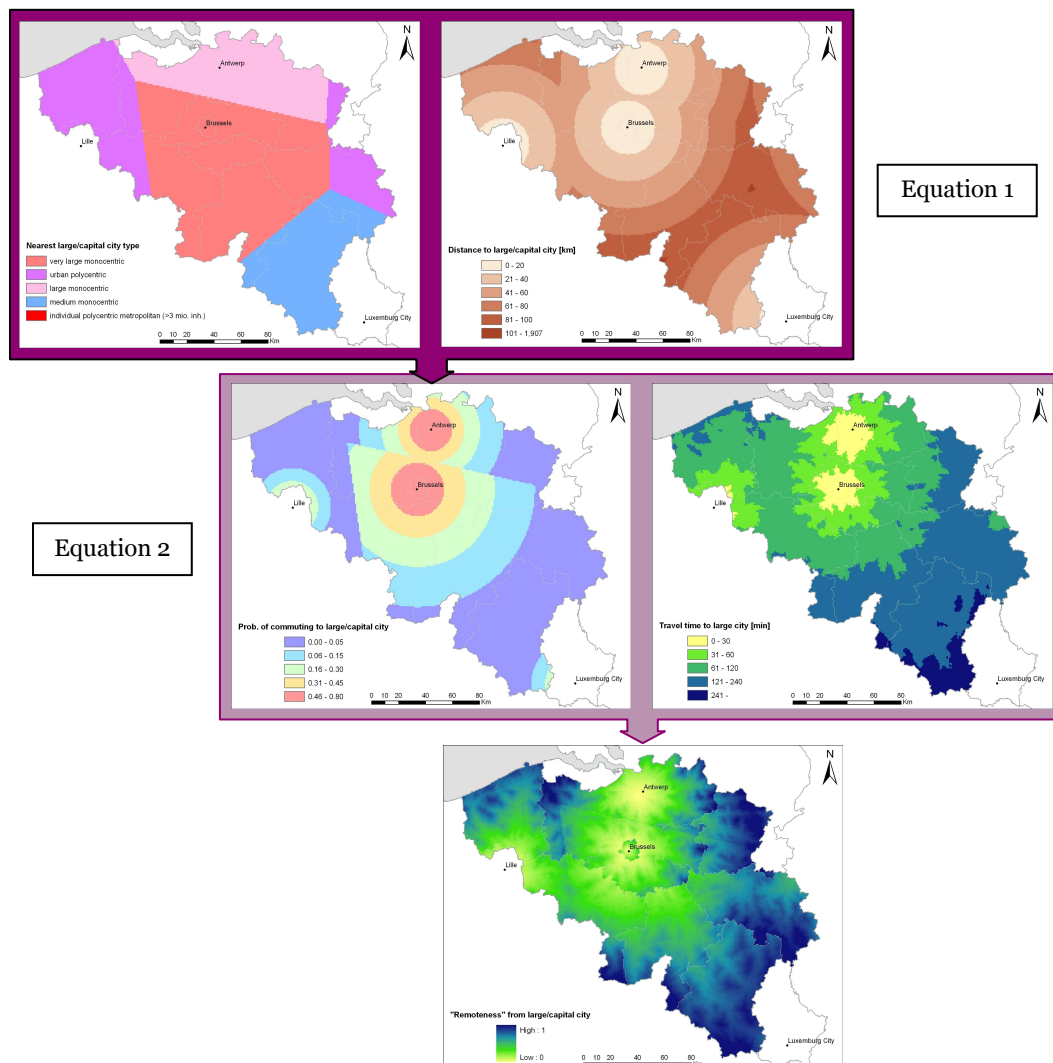 N
Antwerp
Brussels
Lille
Nearest large/capital city type
very large monocentric
urban polycentric
large monocentric
medium monocentric
individual polycentric metropolitan (>3 mio. inh.)
Luxemburg City
0 10 20 40 60 80
Km
N
Antwerp
Brussels
Lille
Distance to large/capital city [km]
0 - 20
21 - 40
41 - 60
61 - 80
81 - 100
101 - 1,907
Luxemburg City
0 10 20 40 60 80
Km
Equation 1
Equation 2
N
Antwerp
Brussels
Lille
Prob. of commuting to large/capital city
0.00 - 0.05
0.06 - 0.15
0.16 - 0.30
0.31 - 0.45
0.46 - 0.80
Luxemburg City
0 10 20 40 60 80
Km
N
Antwerp
Brussels
Lille
Travel time to large city [min]
0 - 30
31 - 60
61 - 120
121 - 240
241 -
Luxemburg City
0 10 20 40 60 80
Km
N
Antwerp
Brussels
Lille
"Remoteness" from large/capital city
High : 1
Low : 0
Luxemburg City
0 10 20 40 60 80